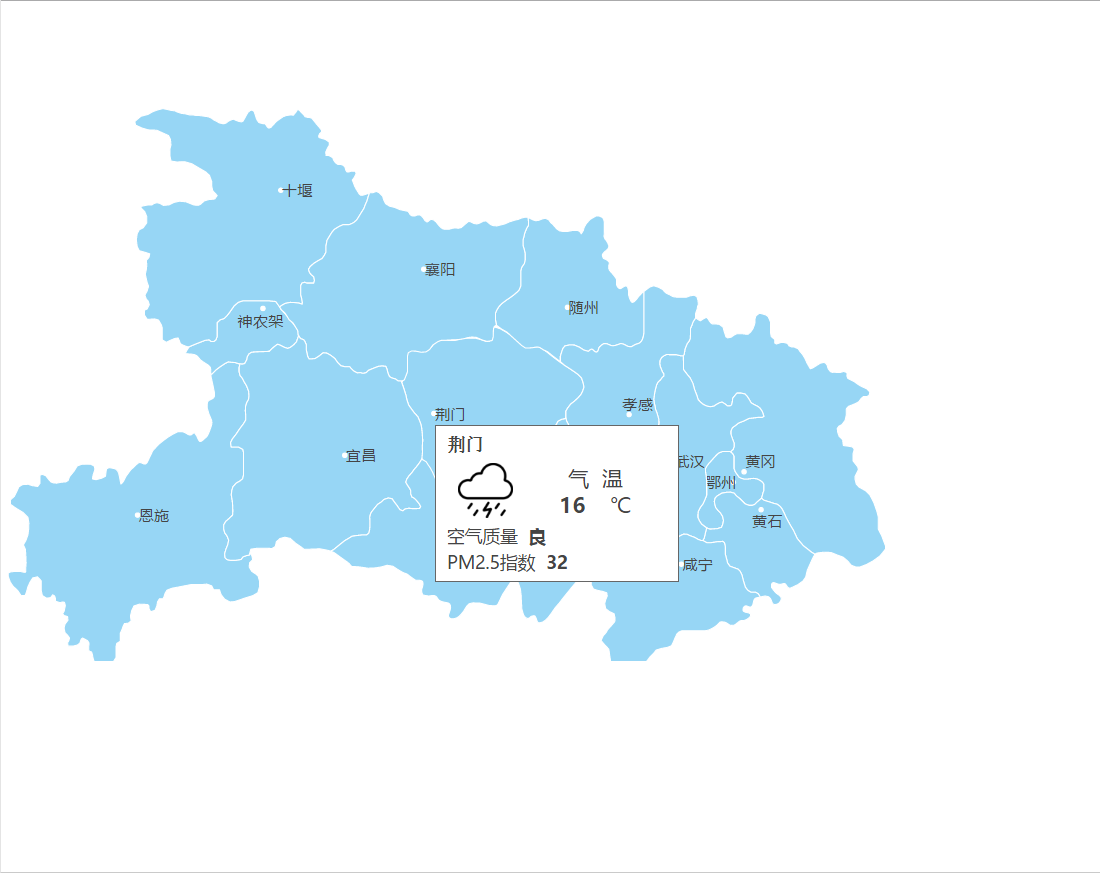 十堰
襄阳
随州
神农架
孝感
荆门
荆门
宜昌
武汉
黄冈
气 温
鄂州
16 ℃
恩施
黄石
空气质量 良
PM2.5指数 32
咸宁